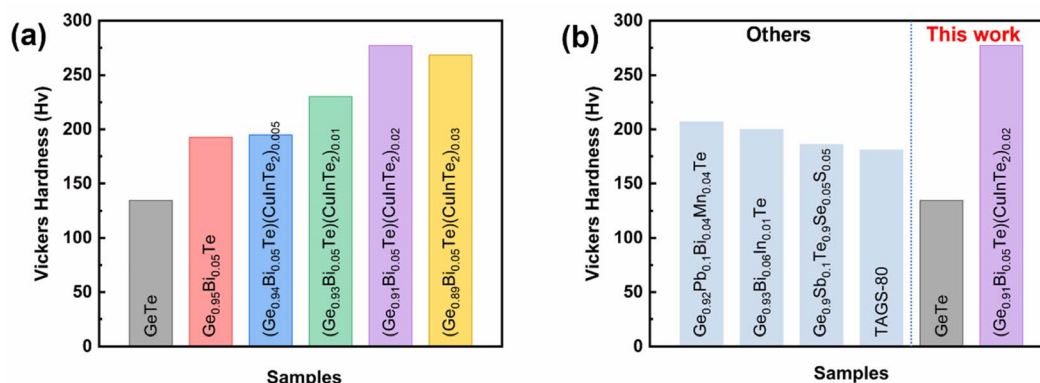 (a)
300
250
200
150
100
50
0
Vickers Hardness (Hv)
GeTe
Ge0.95Bi0.05Te
(Ge0.94Bi0.05Te)(CuInTe2)0.005
(Ge0.93Bi0.05Te)(CuInTe2)0.01
(Ge0.91Bi0.05Te)(CuInTe2)0.02
(Ge0.89Bi0.05Te)(CuInTe2)0.03
Samples
(b)
Others
This work
300
250
200
150
100
50
0
Vickers Hardness (Hv)
Ge0.92Pb0.1Bi0.04Mn0.04Te
Ge0.93Bi0.06In0.01Te
Ge0.9Sb0.1Te0.9Se0.05S0.05
TAGS-80
GeTe
(Ge0.91Bi0.05Te)(CuInTe2)0.02
Samples